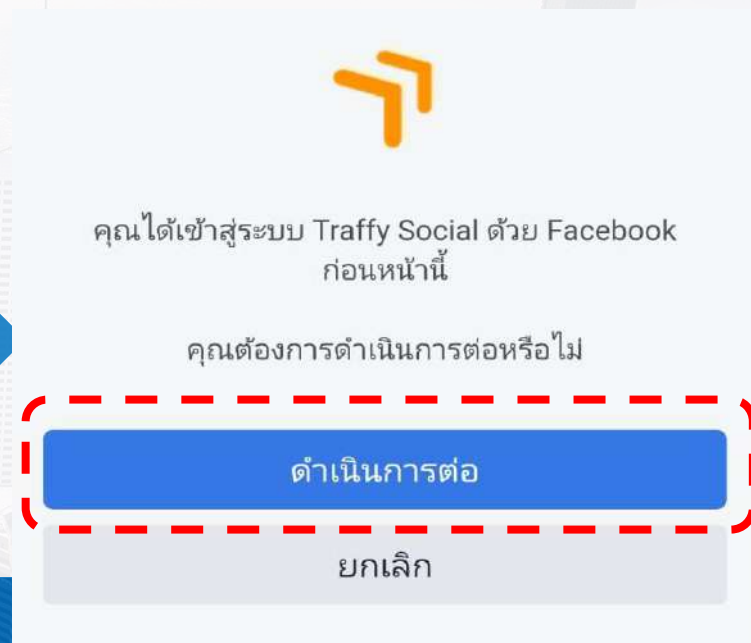 คุณได้เข้าสู่ระบบ Traffy Social ด้วย Facebook
ก่อนหน้านี้
คุณต้องการดำเนินการต่อหรือไม่
ดำเนินการต่อ
ยกเลิก